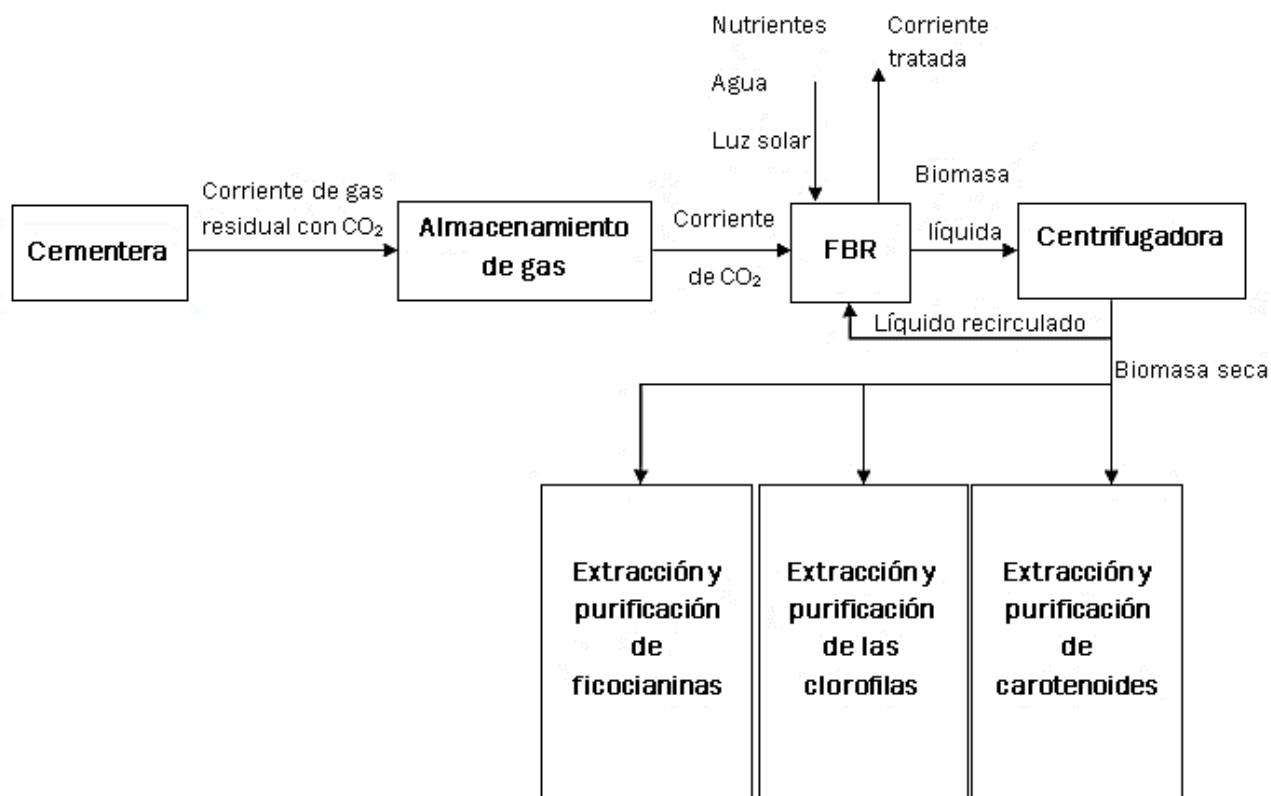 Nutrientes
Agua
Luz solar
Corriente
tratada
Cementera
Corriente de gas
residual con CO₂
Almacenamiento
de gas
Corriente
de CO₂
FBR
Biomasa
líquida
Centrifugadora
Líquido recirculado
Biomasa seca
Extracción y
purificación
de
ficocianinas
Extracción y
purificación
de las
clorofilas
Extracción y
purificación
de
carotenoides